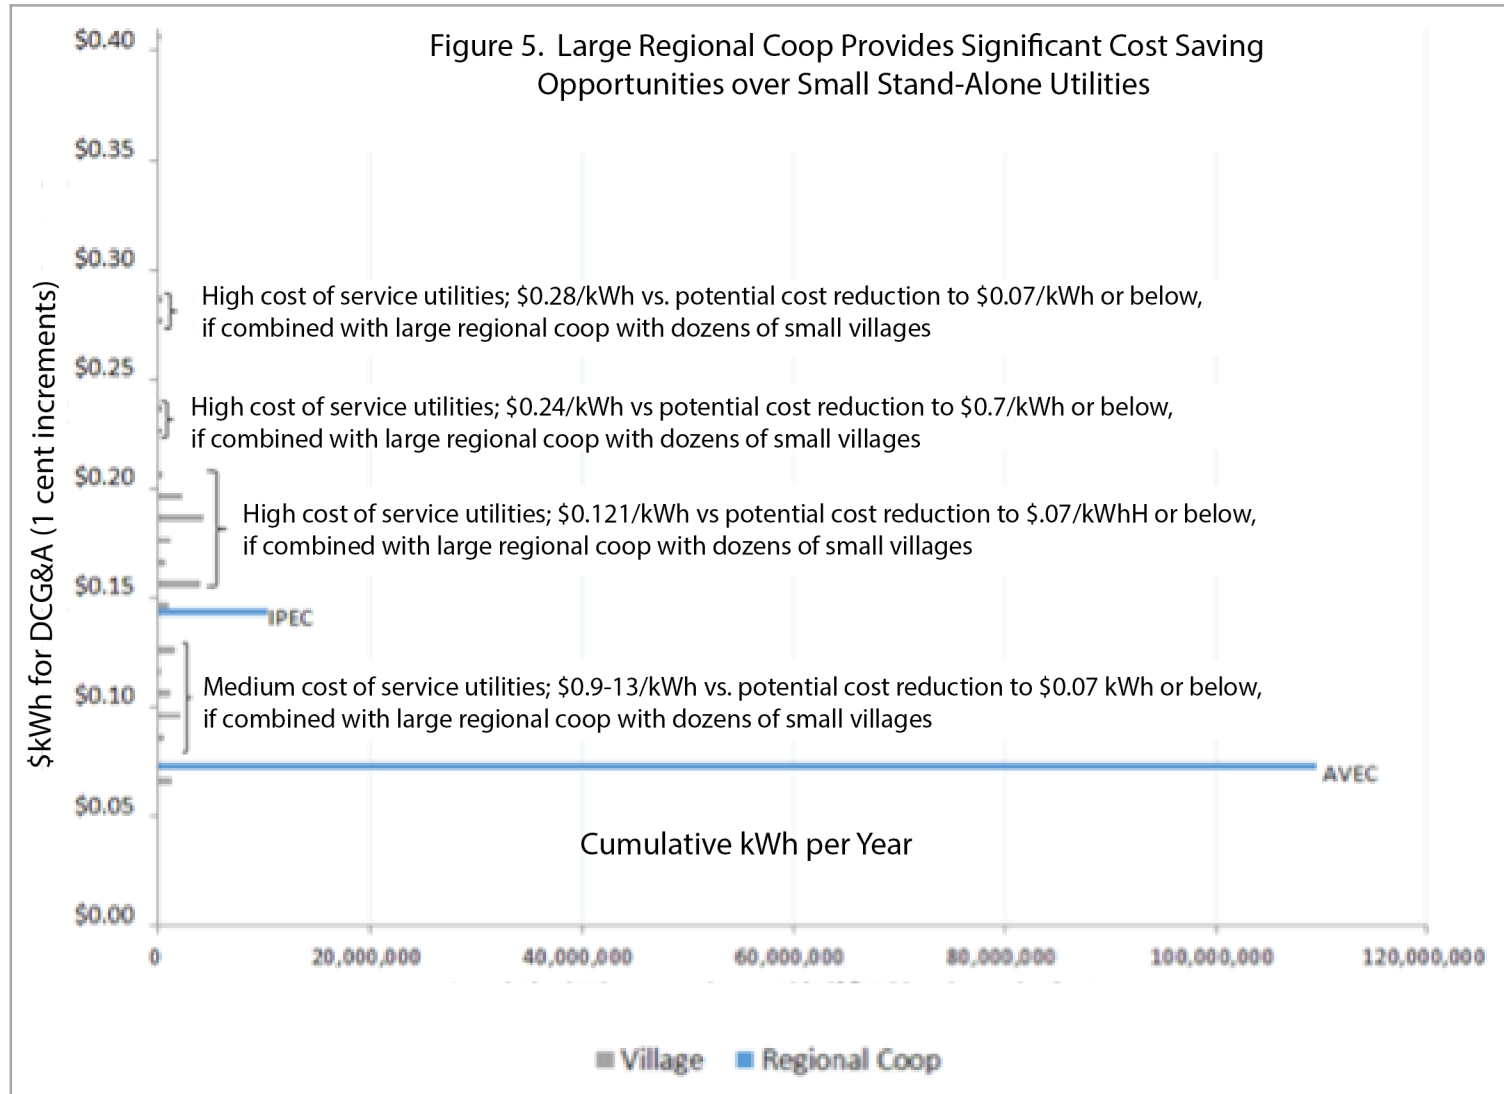 Figure 5. Large Regional Coop Provides Significant Cost Saving
Opportunities over Small Stand-Alone Utilities
$kWh for DCG&A (1 cent increments)
$0.40
$0.35
$0.30
High cost of service utilities; $0.28/kWh vs. potential cost reduction to $0.07/kWh or below,
if combined with large regional coop with dozens of small villages
$0.25
High cost of service utilities; $0.24/kWh vs potential cost reduction to $0.7/kWh or below,
if combined with large regional coop with dozens of small villages
$0.20
High cost of service utilities; $0.121/kWh vs potential cost reduction to $.07/kWhH or below,
if combined with large regional coop with dozens of small villages
$0.15
IPEC
$0.10
Medium cost of service utilities; $0.9-13/kWh vs. potential cost reduction to $0.07 kWh or below,
if combined with large regional coop with dozens of small villages
AVEC
$0.05
Cumulative kWh per Year
$0.00
0 20,000,000 40,000,000 60,000,000 80,000,000 100,000,000 120,000,000
Village Regional Coop